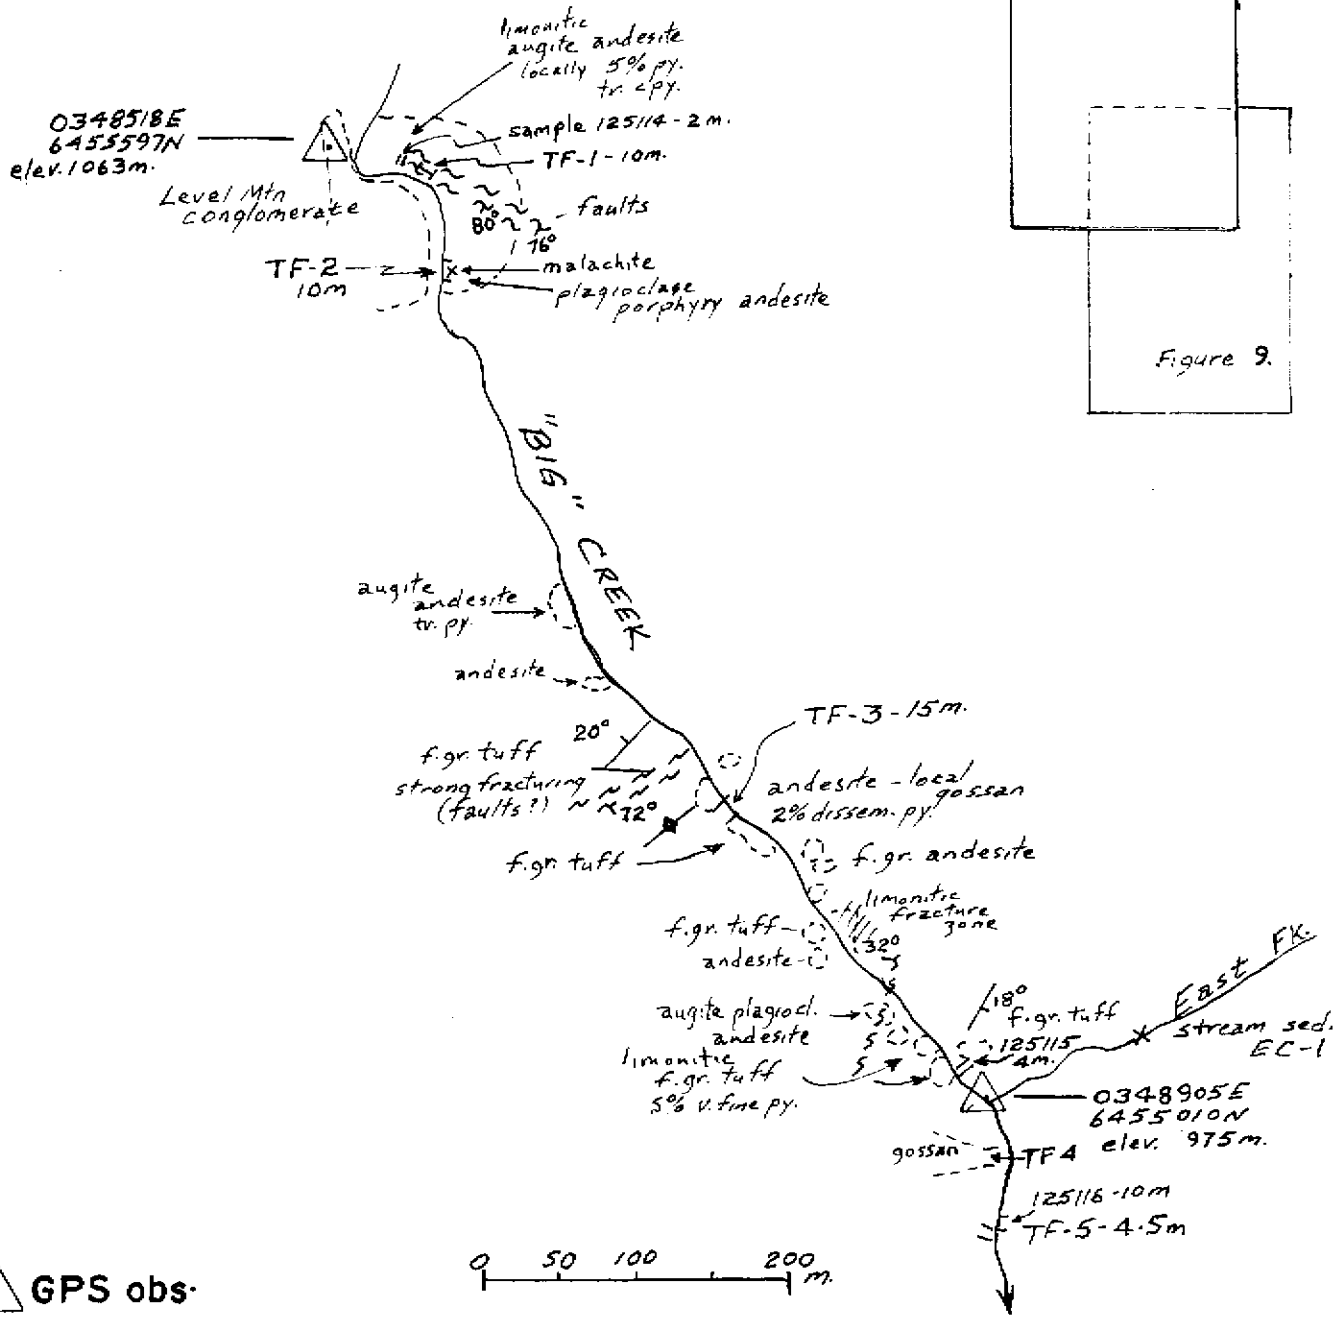 limonitic
augite andesite
locally 5% py.
tr. cpy.
0348518E
6455597N
elev. 1063m.
sample 125114-2m.
TF-1-10m.
Level Mtn
conglomerate
faults
80°
76°
TF-2
10m
malachite
plagioclase
porphyry andesite
Figure 9.
"BIG" CREEK
augite
andesite
tr. py.
andesite
TF-3-15m.
20°
f.gr. tuff
strong fracturing
(faults?)
72°
andesite - local
gossan
2% dissem. py.
f.gr. tuff
f.gr. andesite
limonitic
fracture
zone
f.gr. tuff
32°
andesite
East FK.
18°
augite plagiocl.
andesite
f.gr. tuff
125115
4m.
stream sed.
EC-1
limonitic
f.gr. tuff
5% v. fine py.
0348905E
6455010N
elev. 975m.
gossan
TF4
125116-10m
TF-5-4.5m
0 50 100 200
m.
GPS obs.